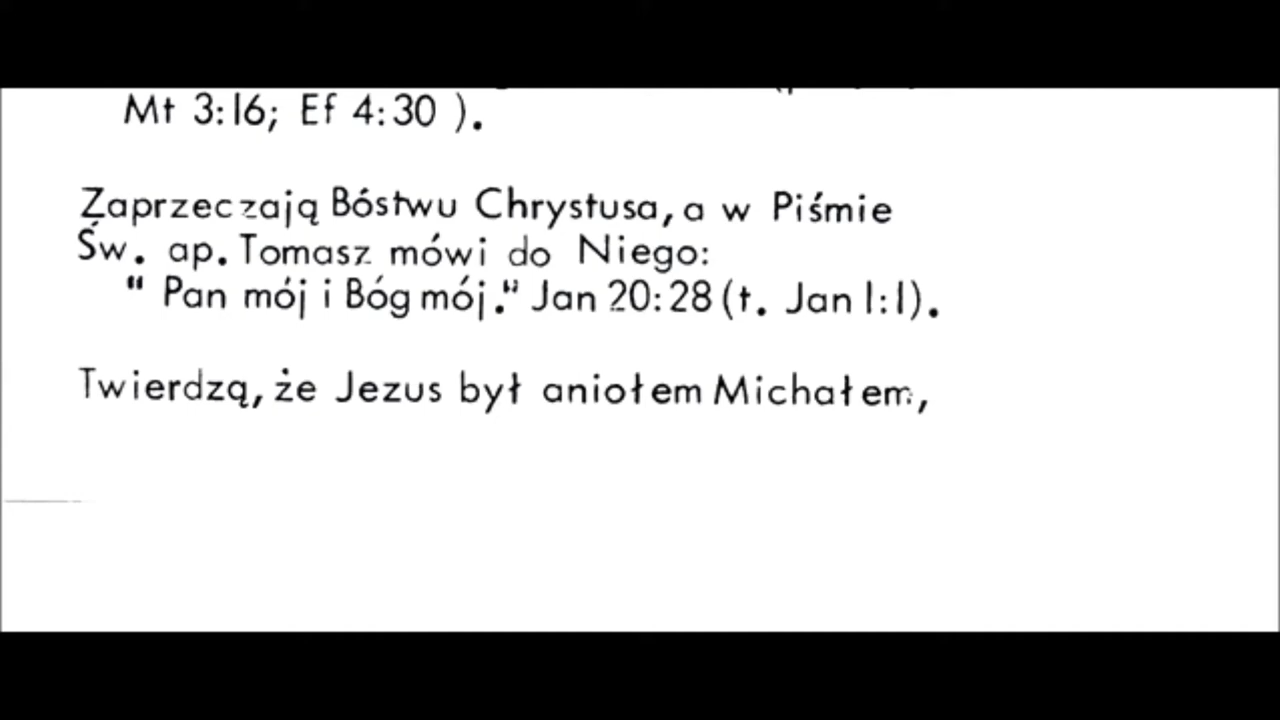 Mt 3:16; Ef 4:30 ).
Zaprzeczają Bóstwu Chrystusa, a w Piśmie
Św. ap. Tomasz mówi do Niego:
" Pan mój i Bóg mój." Jan 20:28 (t. Jan 1:1).
Twierdzą, że Jezus był aniołem Michałem,